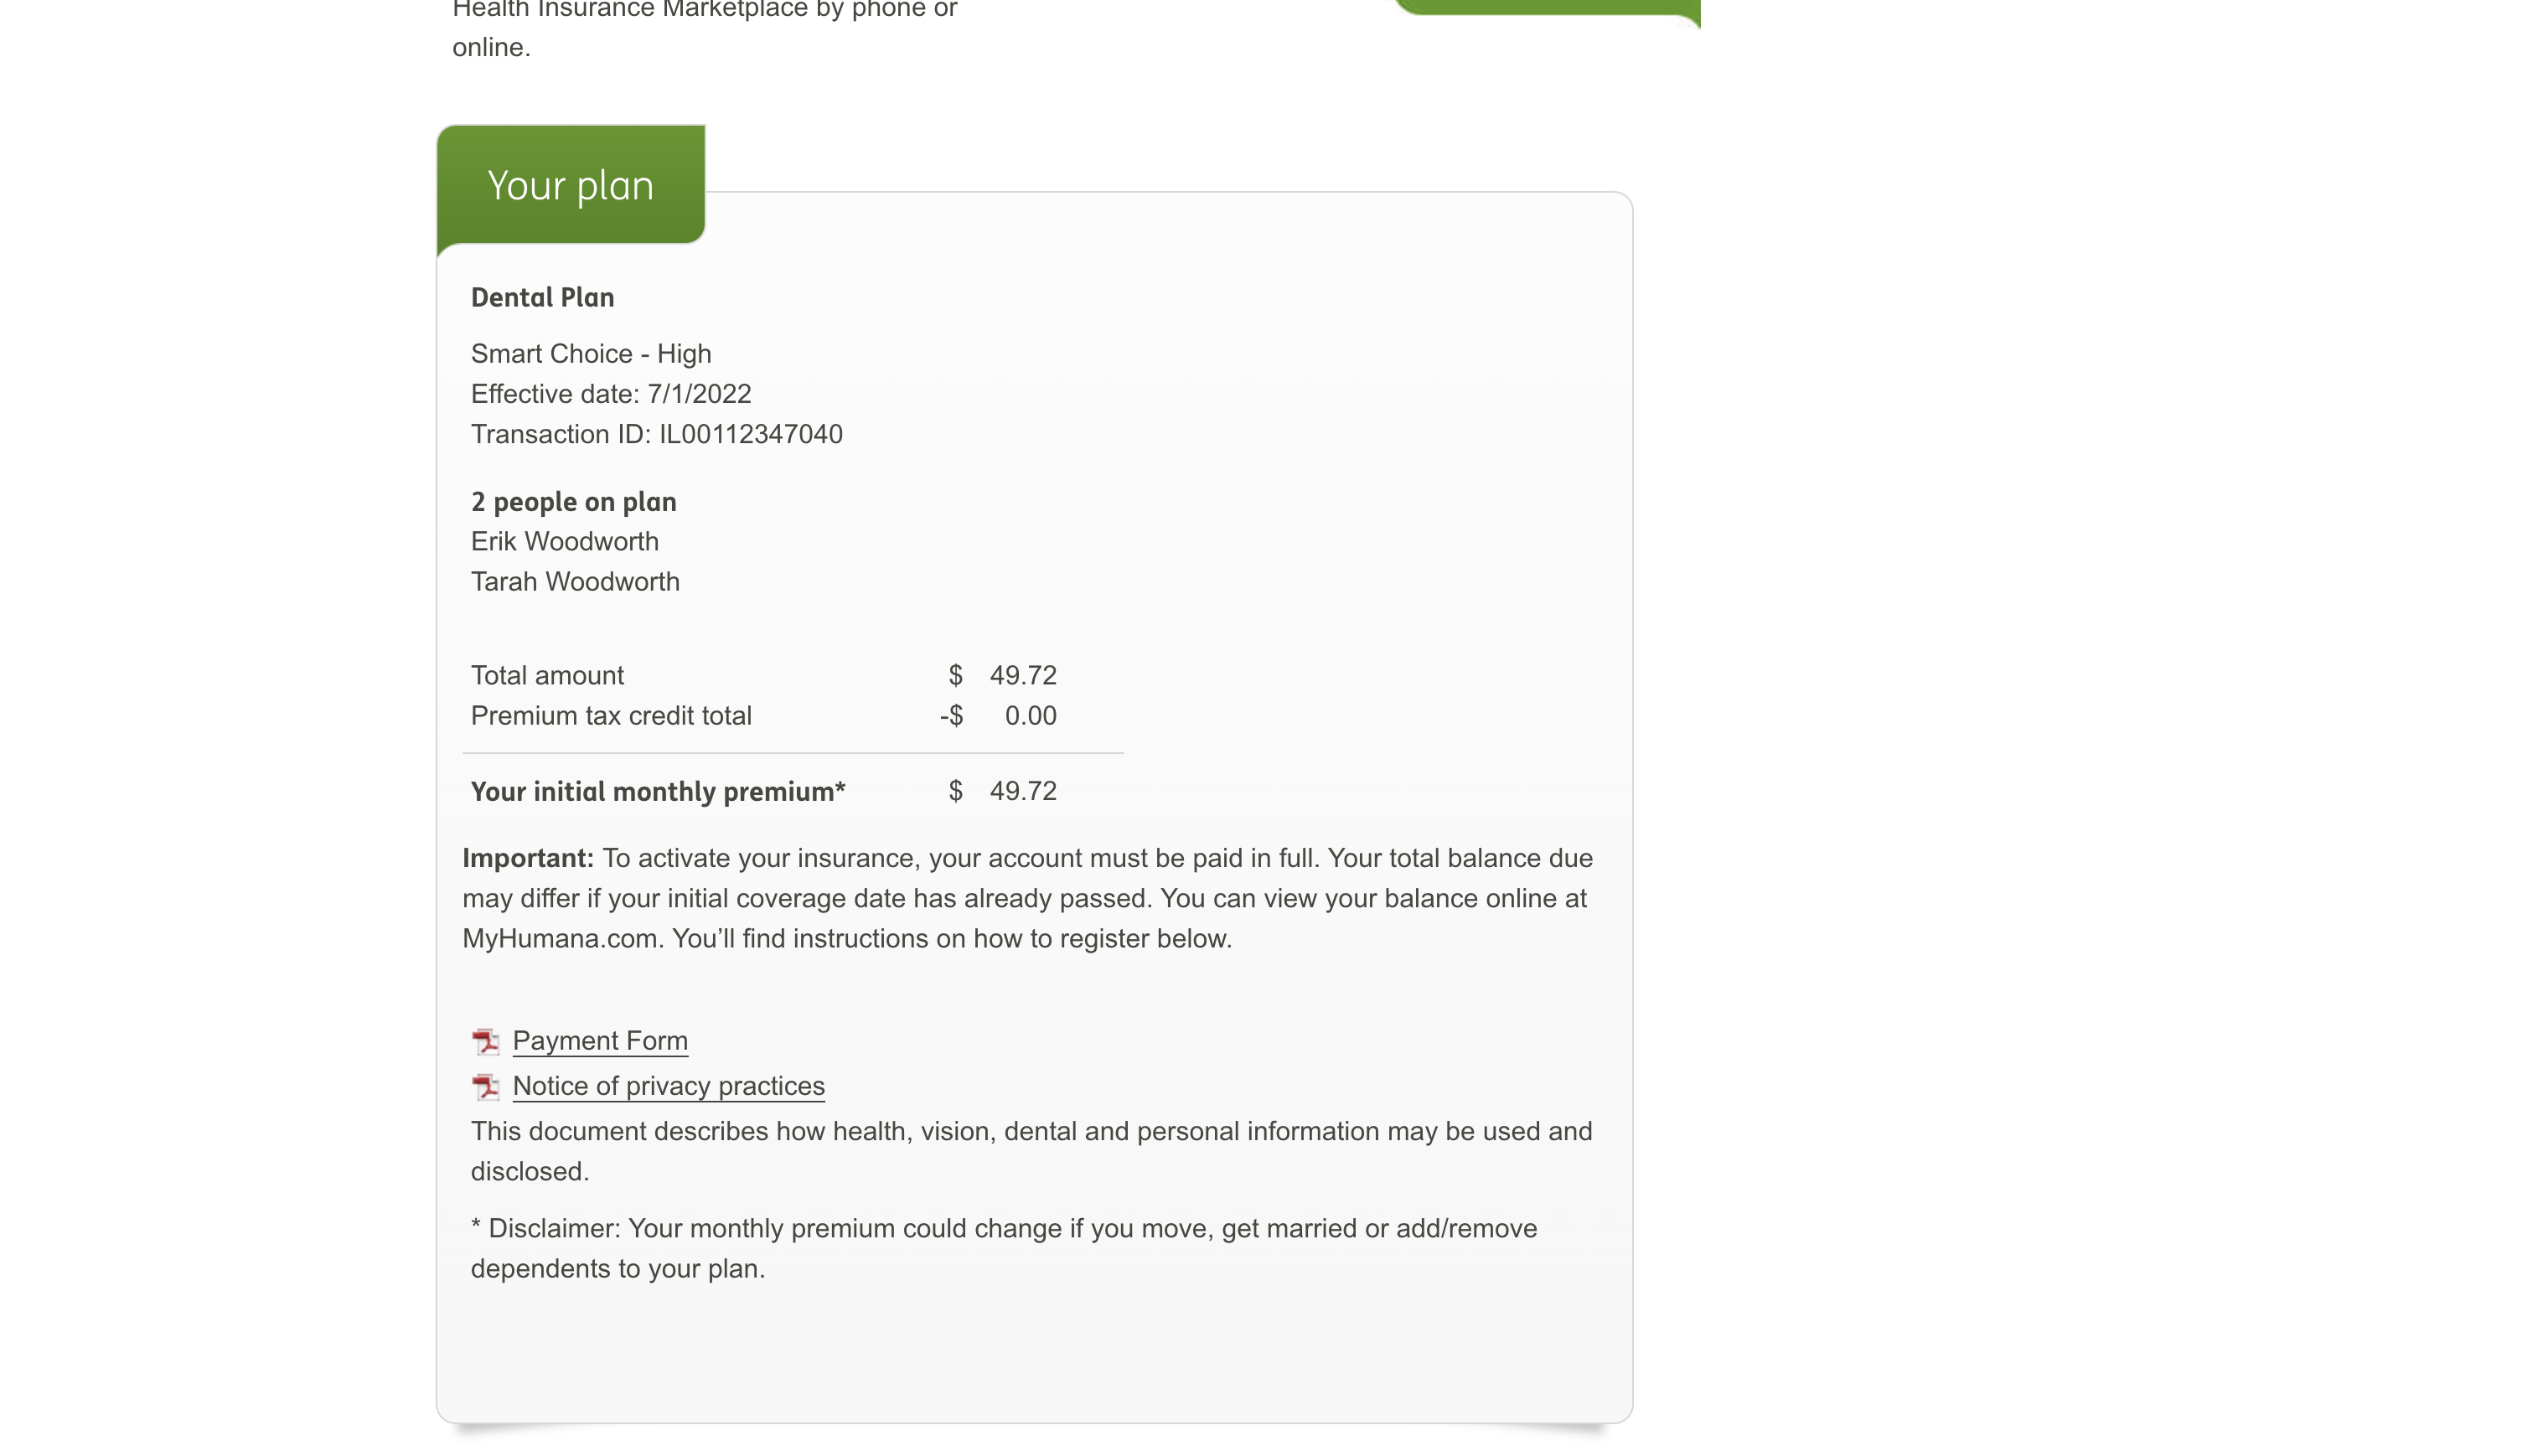 Health Insurance Marketplace by phone or
online.
Your plan
Dental Plan
Smart Choice - High
Effective date: 7/1/2022
Transaction ID: IL00112347040
2 people on plan
Erik Woodworth
Tarah Woodworth
Total amount $ 49.72
Premium tax credit total -$ 0.00
Your initial monthly premium* $ 49.72
Important: To activate your insurance, your account must be paid in full. Your total balance due
may differ if your initial coverage date has already passed. You can view your balance online at
MyHumana.com. You’ll find instructions on how to register below.
Payment Form
Notice of privacy practices
This document describes how health, vision, dental and personal information may be used and
disclosed.
* Disclaimer: Your monthly premium could change if you move, get married or add/remove
dependents to your plan.